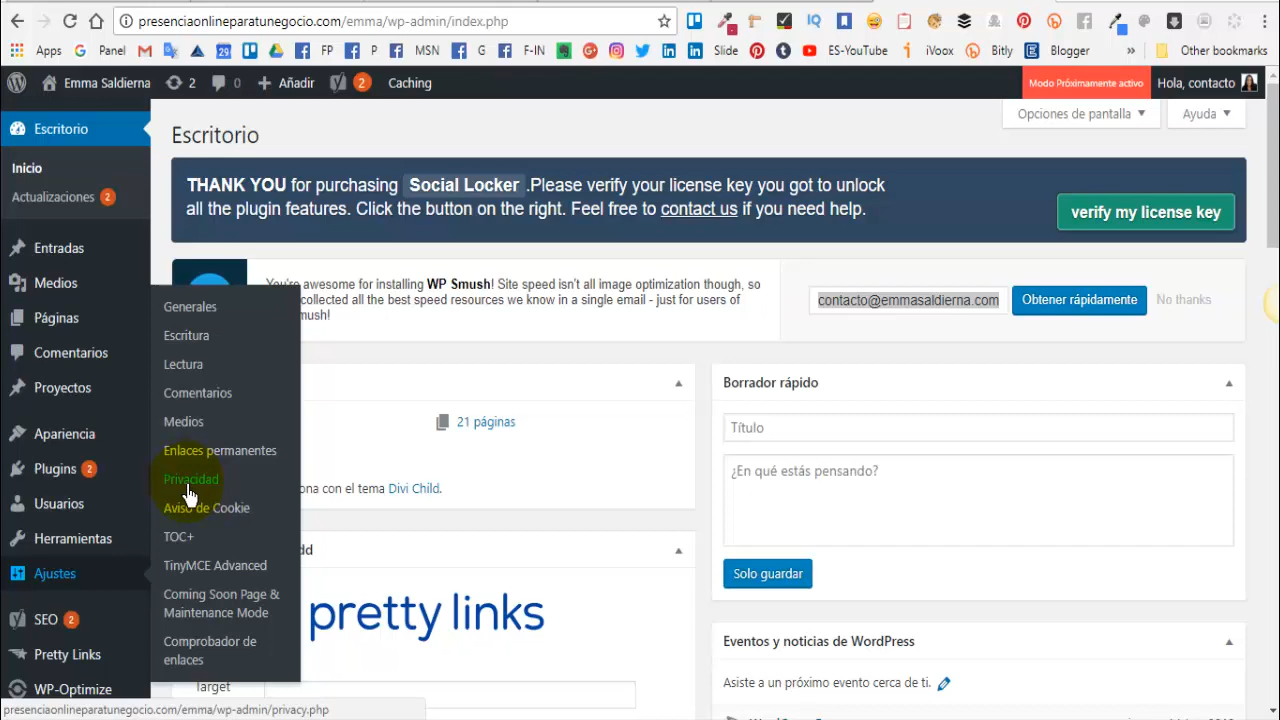 presenciaonlineparatunegocio.com/emma/wp-admin/index.php
Apps
Panel
FP
P
MSN
G
F-IN
Slide
ES-YouTube
iVoox
Bitly
Blogger
»
Other bookmarks
Emma Saldierna
2
0
Añadir
2
Caching
Modo Próximamente activo
Hola, contacto
Escritorio
Inicio
Actualizaciones 2
Entradas
Medios
Páginas
Comentarios
Proyectos
Apariencia
Plugins 2
Usuarios
Herramientas
Ajustes
SEO 2
Pretty Links
WP-Optimize
Generales
Escritura
Lectura
Comentarios
Medios
Enlaces permanentes
Privacidad
Aviso de Cookie
TOC+
TinyMCE Advanced
Coming Soon Page &
Maintenance Mode
Comprobador de
enlaces
Opciones de pantalla
Ayuda
Escritorio
THANK YOU for purchasing Social Locker .Please verify your license key you got to unlock
all the plugin features. Click the button on the right. Feel free to contact us if you need help.
verify my license key
You're awesome for installing WP Smush! Site speed isn't all image optimization though, so
collected all the best speed resources we know in a single email - just for users of
mush!
contacto@emmasaldierna.com
Obtener rápidamente
No thanks
21 páginas
ona con el tema Divi Child.
dd
pretty links
Target
Borrador rápido
Título
¿En qué estás pensando?
Solo guardar
Eventos y noticias de WordPress
Asiste a un próximo evento cerca de ti.
presenciaonlineparatunegocio.com/emma/wp-admin/privacy.php